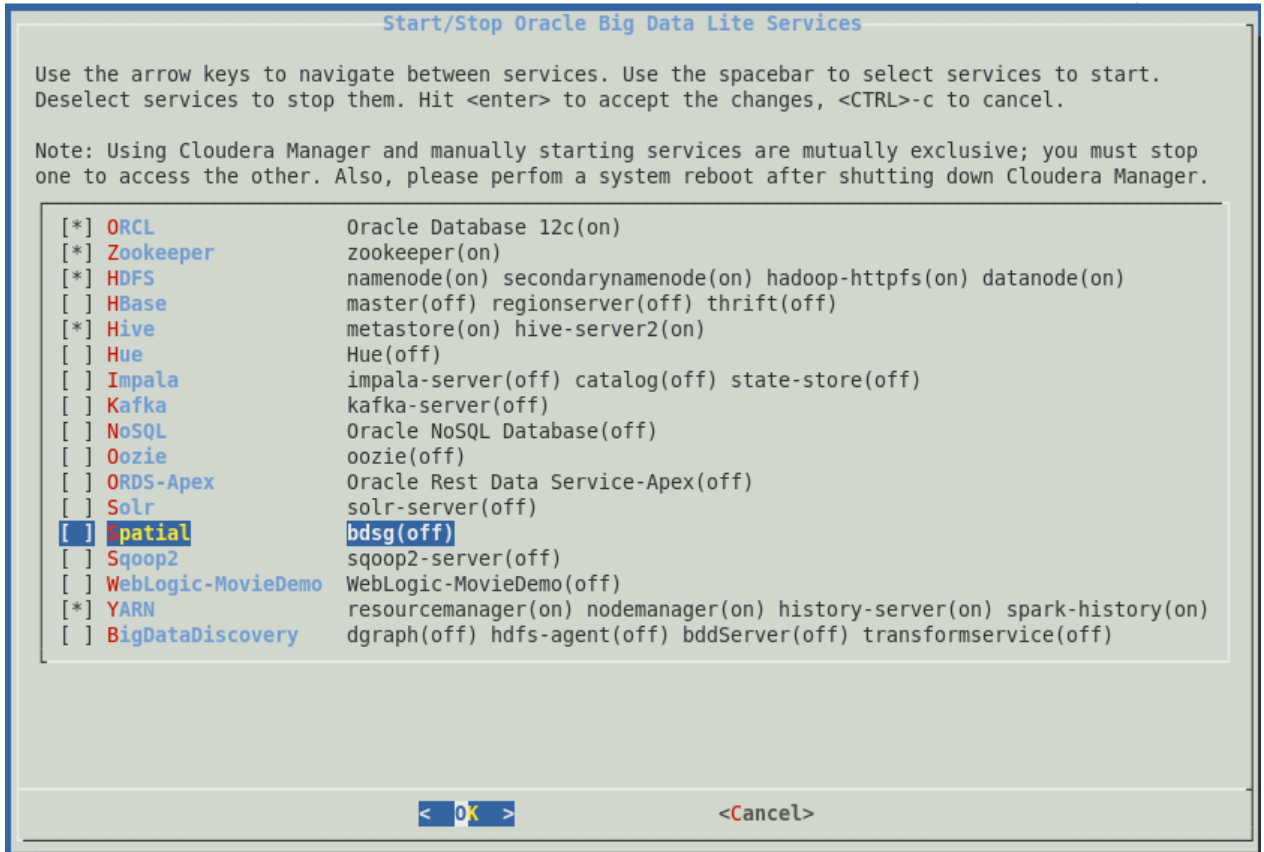 Start/Stop Oracle Big Data Lite Services
Use the arrow keys to navigate between services. Use the spacebar to select services to start.
Deselect services to stop them. Hit <enter> to accept the changes, <CTRL>-c to cancel.
Note: Using Cloudera Manager and manually starting services are mutually exclusive; you must stop
one to access the other. Also, please perfom a system reboot after shutting down Cloudera Manager.
[*] ORCL Oracle Database 12c(on)
[*] Zookeeper zookeeper(on)
[*] HDFS namenode(on) secondarynamenode(on) hadoop-httpfs(on) datanode(on)
[ ] HBase master(off) regionserver(off) thrift(off)
[*] Hive metastore(on) hive-server2(on)
[ ] Hue Hue(off)
[ ] Impala impala-server(off) catalog(off) state-store(off)
[ ] Kafka kafka-server(off)
[ ] NoSQL Oracle NoSQL Database(off)
[ ] Oozie oozie(off)
[ ] ORDS-Apex Oracle Rest Data Service-Apex(off)
[ ] Solr solr-server(off)
[ ] Spatial bdsg(off)
[ ] Sqoop2 sqoop2-server(off)
[ ] WebLogic-MovieDemo WebLogic-MovieDemo(off)
[*] YARN resourcemanager(on) nodemanager(on) history-server(on) spark-history(on)
[ ] BigDataDiscovery dgraph(off) hdfs-agent(off) bddServer(off) transformservice(off)
< OK > <Cancel>